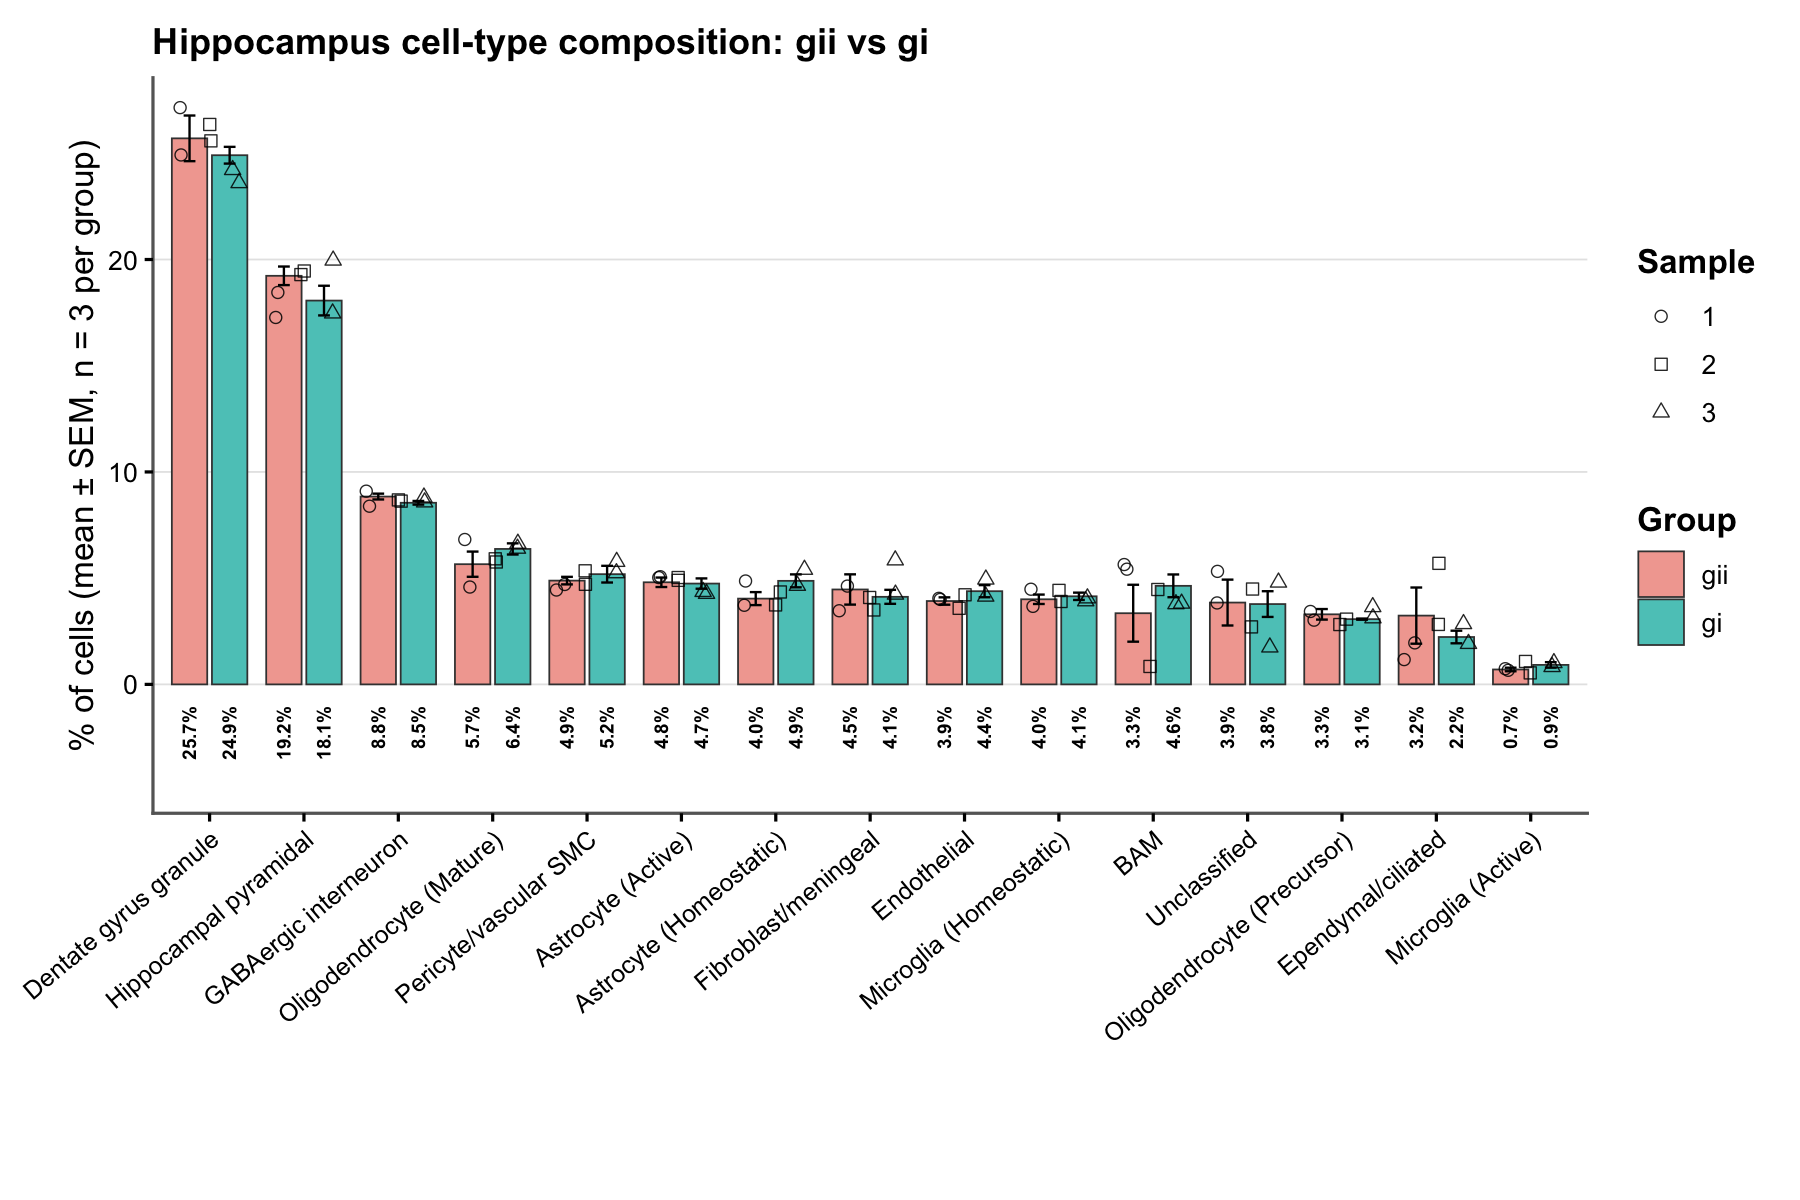 Hippocampus cell-type composition: gii vs gi
% of cells (mean ± SEM, n = 3 per group)
20
10
0
25.7%
24.9%
19.2%
18.1%
8.8%
8.5%
5.7%
6.4%
4.9%
5.2%
4.8%
4.7%
4.0%
4.9%
4.5%
4.1%
3.9%
4.4%
4.0%
4.1%
3.3%
4.6%
3.9%
3.8%
3.3%
3.1%
3.2%
2.2%
0.7%
0.9%
Dentate gyrus granule
Hippocampal pyramidal
GABAergic interneuron
Oligodendrocyte (Mature)
Pericyte/vascular SMC
Astrocyte (Active)
Astrocyte (Homeostatic)
Fibroblast/meningeal
Endothelial
Microglia (Homeostatic)
BAM
Unclassified
Oligodendrocyte (Precursor)
Ependymal/ciliated
Microglia (Active)
Sample
1
2
3
Group
gii
gi